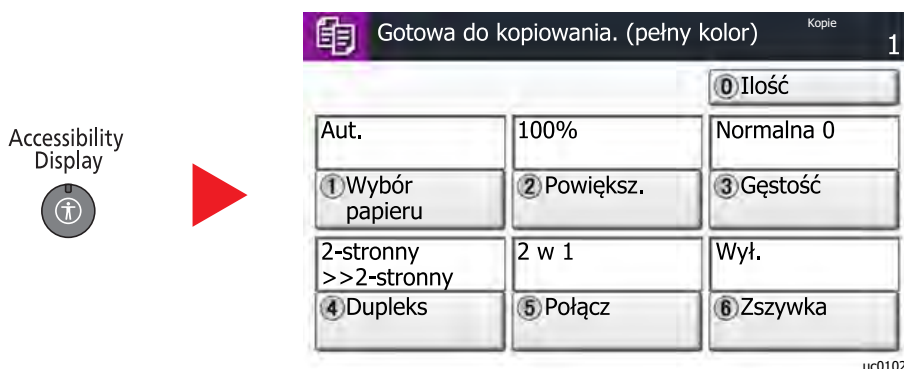 Accessibility
Display
Gotowa do kopiowania. (pełny kolor)
Kopie
1
0 Ilość
Aut.
100%
Normalna 0
1 Wybór
papieru
2 Powiększ.
3 Gęstość
2-stronny
>>2-stronny
2 w 1
Wył.
4 Dupleks
5 Połącz
6 Zszywka
uc0102